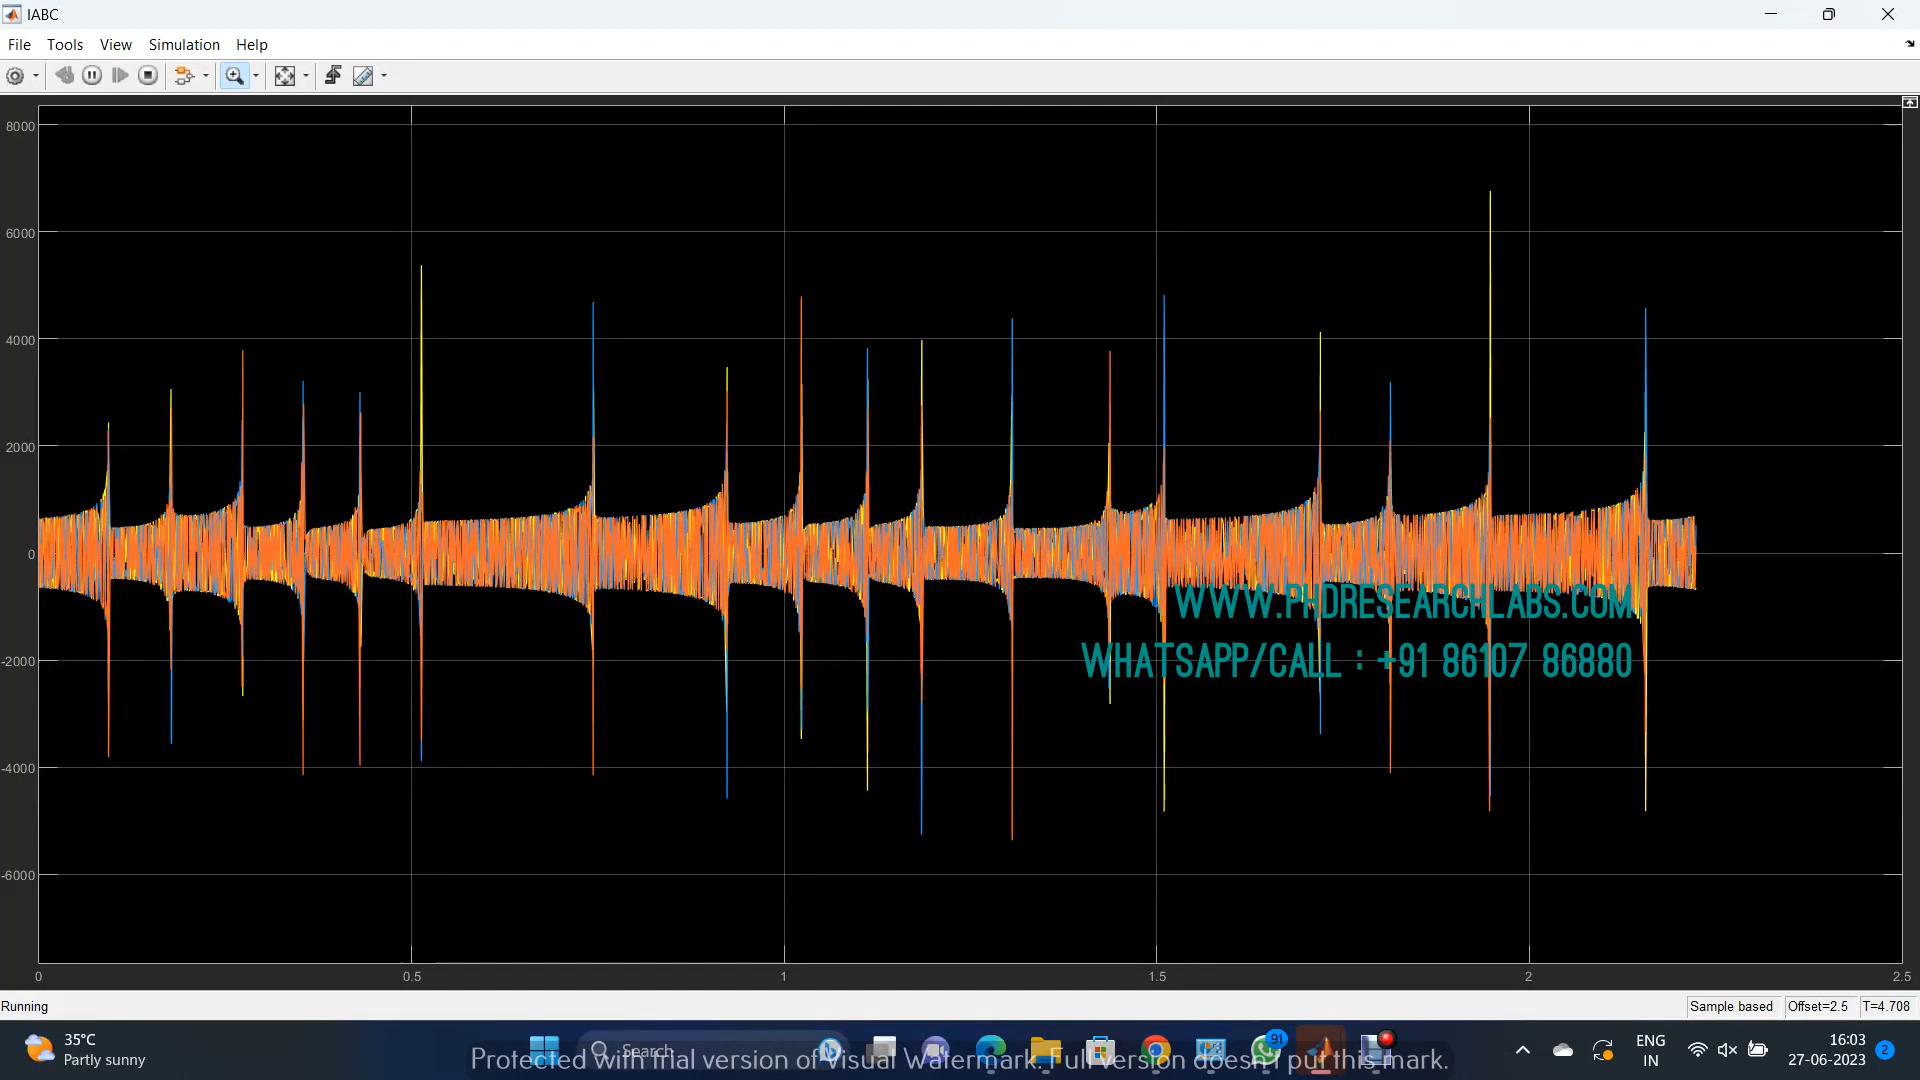 IABC
File Tools View Simulation Help
8000
6000
4000
2000
0
-2000
-4000
-6000
0 0.5 1 1.5 2 2.5
WWW.PHDRESEARCHLABS.COM
WHATSAPP/CALL : +91 86107 86880
Running
Sample based Offset=2.5 T=4.708
35°C
Partly sunny
Search
91
ENG
IN
16:03
27-06-2023
2
Protected with trial version of Visual Watermark. Full version doesn't put this mark.